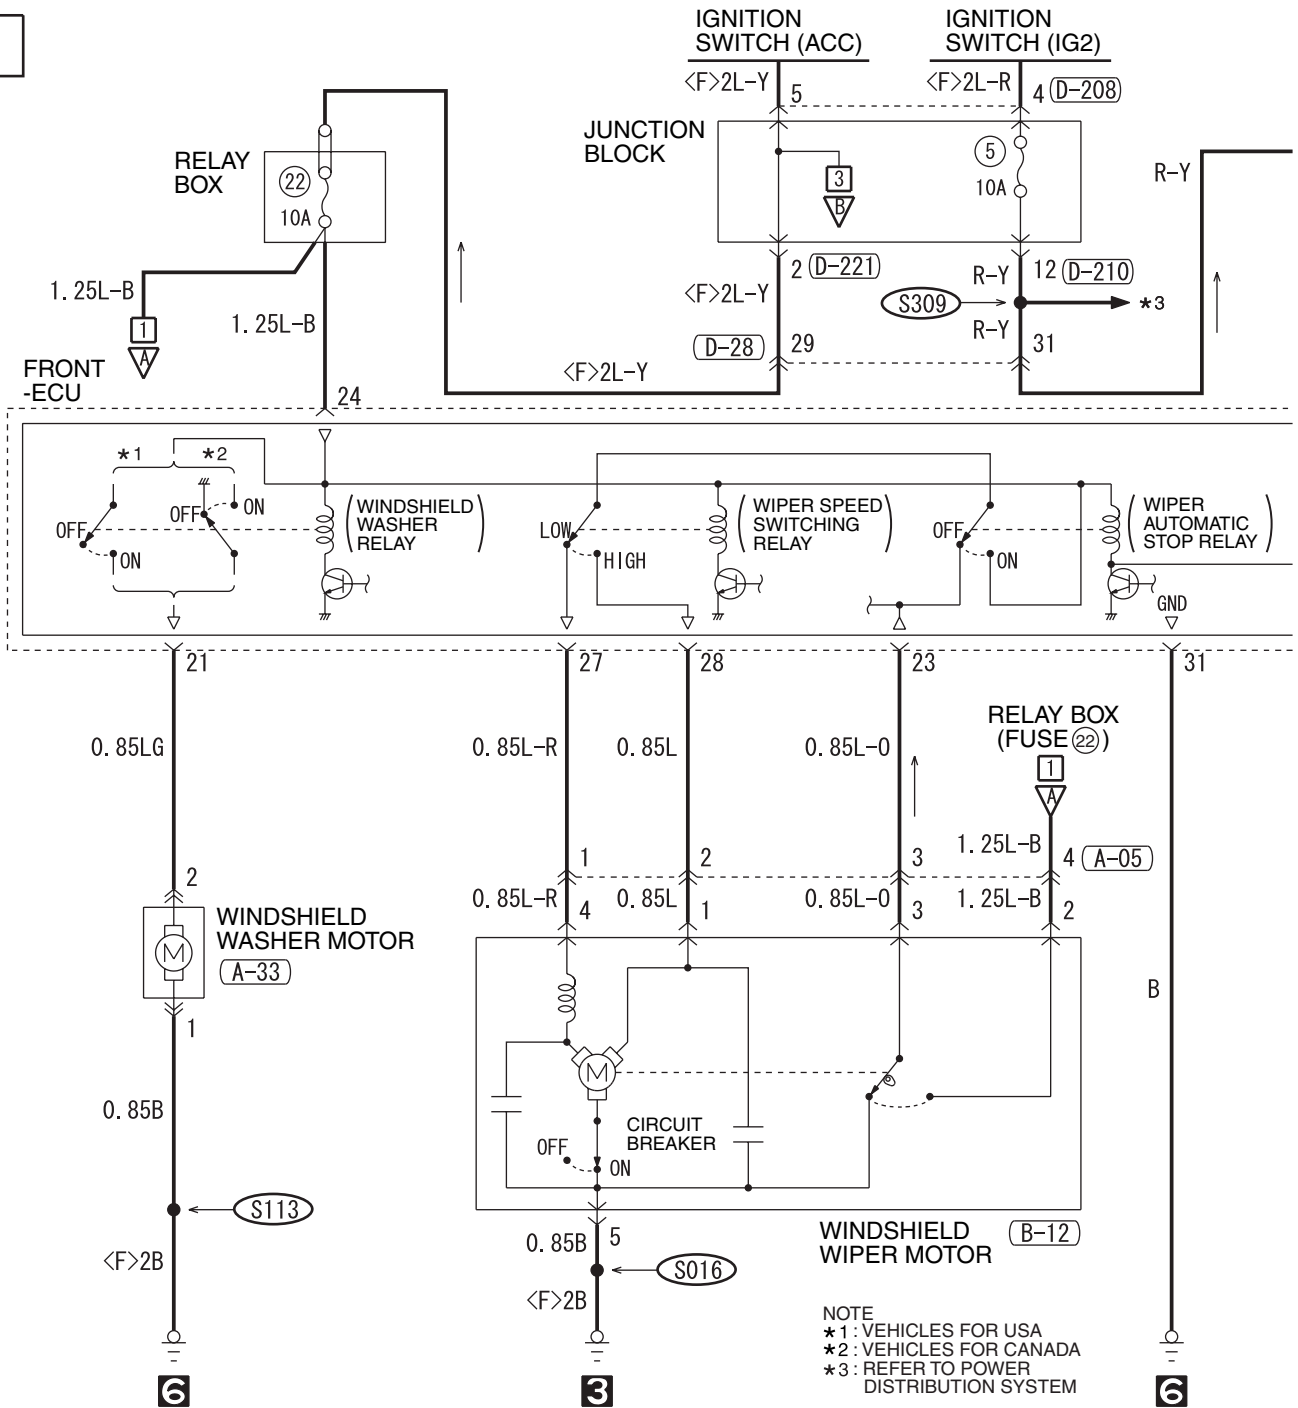 IGNITION
SWITCH (ACC)
IGNITION
SWITCH (IG2)
<F>2L-Y
5
<F>2L-R
4
D-208
JUNCTION
BLOCK
RELAY
BOX
22
10A
3
B
5
10A
R-Y
2
D-221
R-Y
12
D-210
1.25L-B
1
A
1.25L-B
<F>2L-Y
S309
*3
R-Y
D-28
29
31
<F>2L-Y
FRONT
-ECU
24
*1
*2
OFF
ON
OFF
ON
(WINDSHIELD
WASHER
RELAY)
LOW
HIGH
(WIPER SPEED
SWITCHING
RELAY)
OFF
ON
(WIPER
AUTOMATIC
STOP RELAY)
GND
21
27
28
23
31
RELAY BOX
(FUSE 22)
0.85LG
0.85L-R
0.85L
0.85L-O
1
A
1.25L-B
2
1
2
3
4
A-05
0.85L-R
4
0.85L
1
0.85L-O
3
1.25L-B
2
WINDSHIELD
WASHER MOTOR
M
A-33
B
1
M
0.85B
CIRCUIT
BREAKER
OFF
ON
S113
WINDSHIELD
WIPER MOTOR
B-12
0.85B
5
<F>2B
S016
<F>2B
NOTE
*1 : VEHICLES FOR USA
*2 : VEHICLES FOR CANADA
*3 : REFER TO POWER
DISTRIBUTION SYSTEM
6
3
6